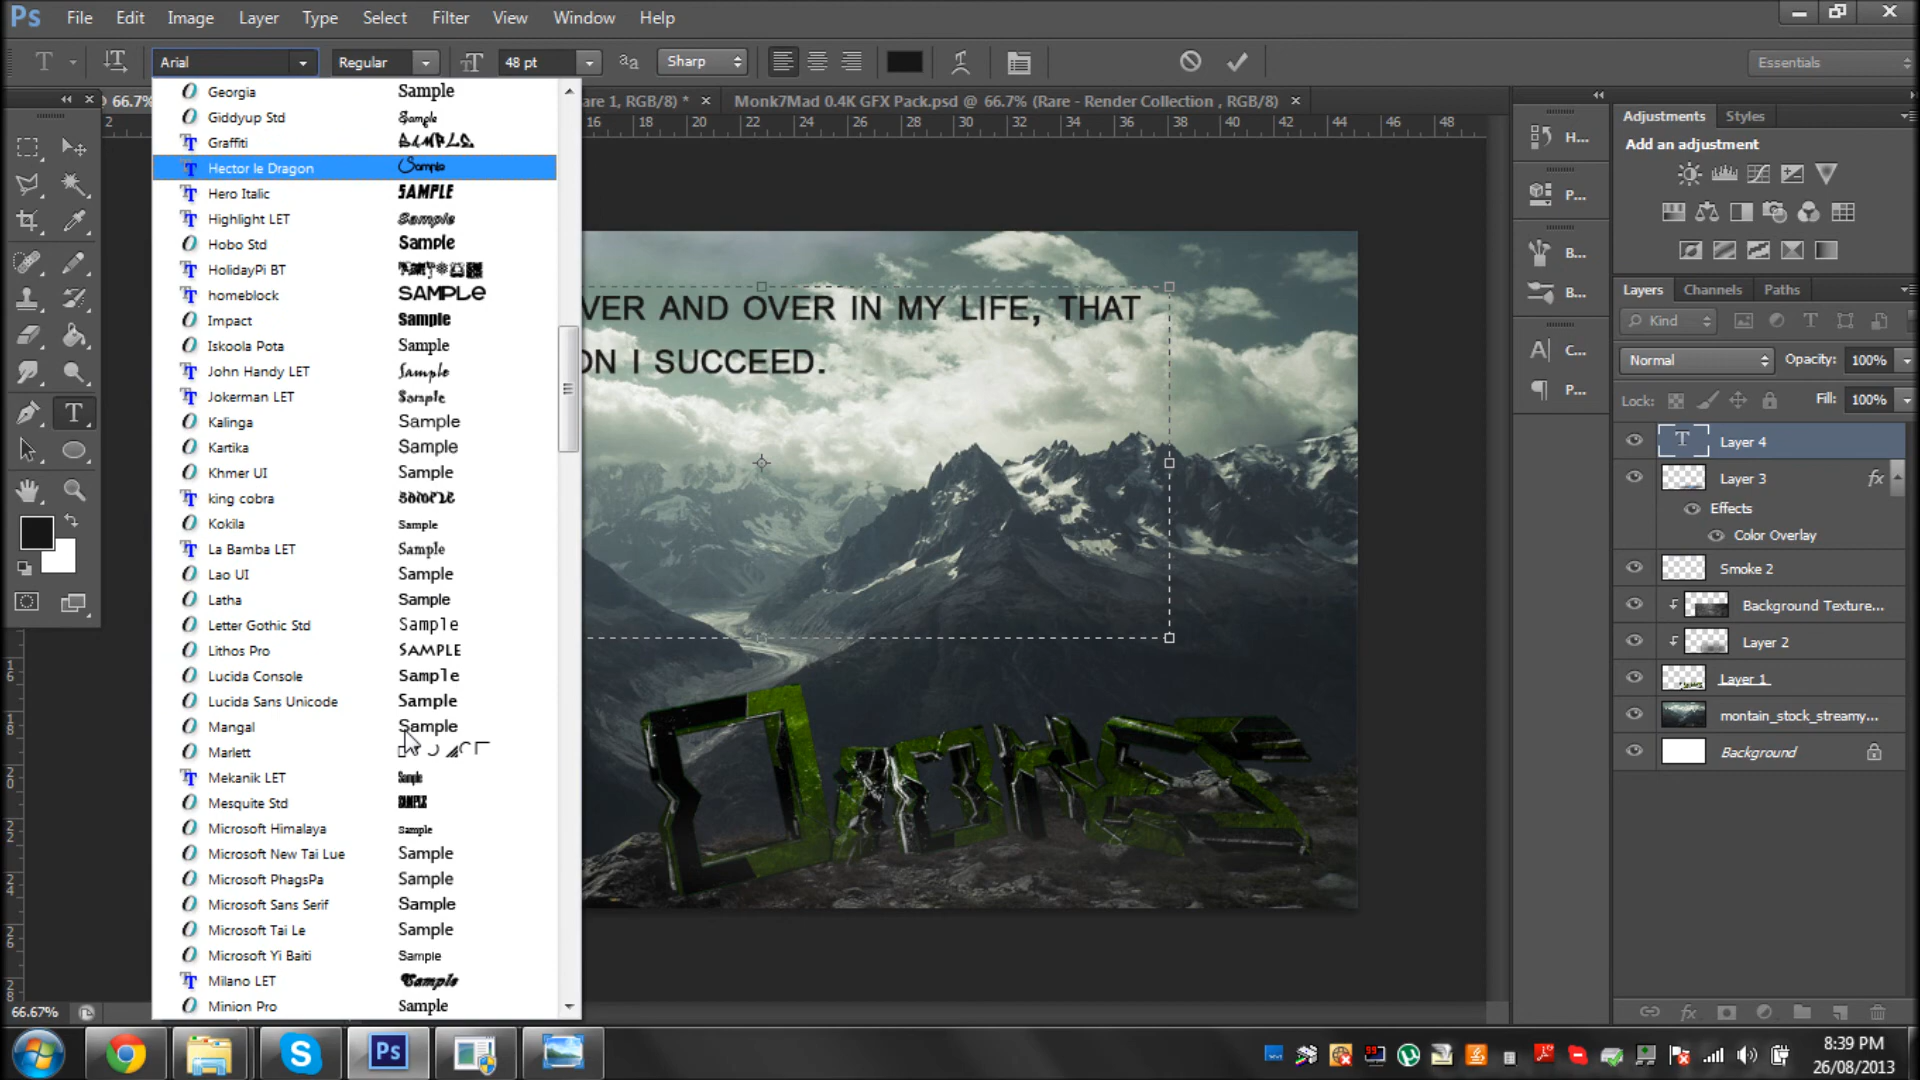 Ps File Edit Image Layer Type Select Filter View Window Help
T Arial Regular 48 pt Sharp Essentials
66.7% are 1, RGB/8) * Monk7Mad 0.4K GFX Pack.psd @ 66.7% (Rare - Render Collection , RGB/8)
2 16 18 20 22 24 26 28 30 32 34 36 38 40 42 44 46 48
Georgia Sample
Giddyup Std Sample
Graffiti SAMPLE
Hector le Dragon Sample
Hero Italic SAMPLE
Highlight LET Sample
Hobo Std Sample
HolidayPi BT
homeblock SAMPLE
Impact Sample
Iskoola Pota Sample
John Handy LET Sample
Jokerman LET Sample
Kalinga Sample
Kartika Sample
Khmer UI Sample
king cobra SAMPLE
Kokila Sample
La Bamba LET Sample
Lao UI Sample
Latha Sample
Letter Gothic Std Sample
Lithos Pro SAMPLE
Lucida Console Sample
Lucida Sans Unicode Sample
Mangal Sample
Marlett
Mekanik LET Sample
Mesquite Std SAMPLE
Microsoft Himalaya Sample
Microsoft New Tai Lue Sample
Microsoft PhagsPa Sample
Microsoft Sans Serif Sample
Microsoft Tai Le Sample
Microsoft Yi Baiti Sample
Milano LET Sample
Minion Pro Sample
VER AND OVER IN MY LIFE, THAT
ON I SUCCEED.
H...
P...
B...
B...
C...
P...
Adjustments Styles
Add an adjustment
Layers Channels Paths
Kind
Normal Opacity: 100%
Lock: Fill: 100%
Layer 4
Layer 3 fx
Effects
Color Overlay
Smoke 2
Background Texture...
Layer 2
Layer 1
montain_stock_streamy...
Background
66.67%
Ps
8:39 PM
26/08/2013